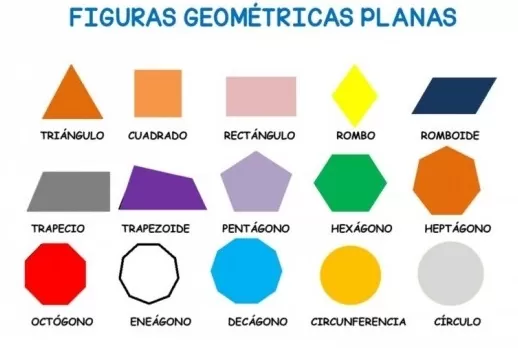 FIGURAS GEOMÉTRICAS PLANAS
TRIÁNGULO CUADRADO RECTÁNGULO ROMBO ROMBOIDE
TRAPECIO TRAPEZOIDE PENTÁGONO HEXÁGONO HEPTÁGONO
OCTÓGONO ENEÁGONO DECÁGONO CIRCUNFERENCIA CÍRCULO